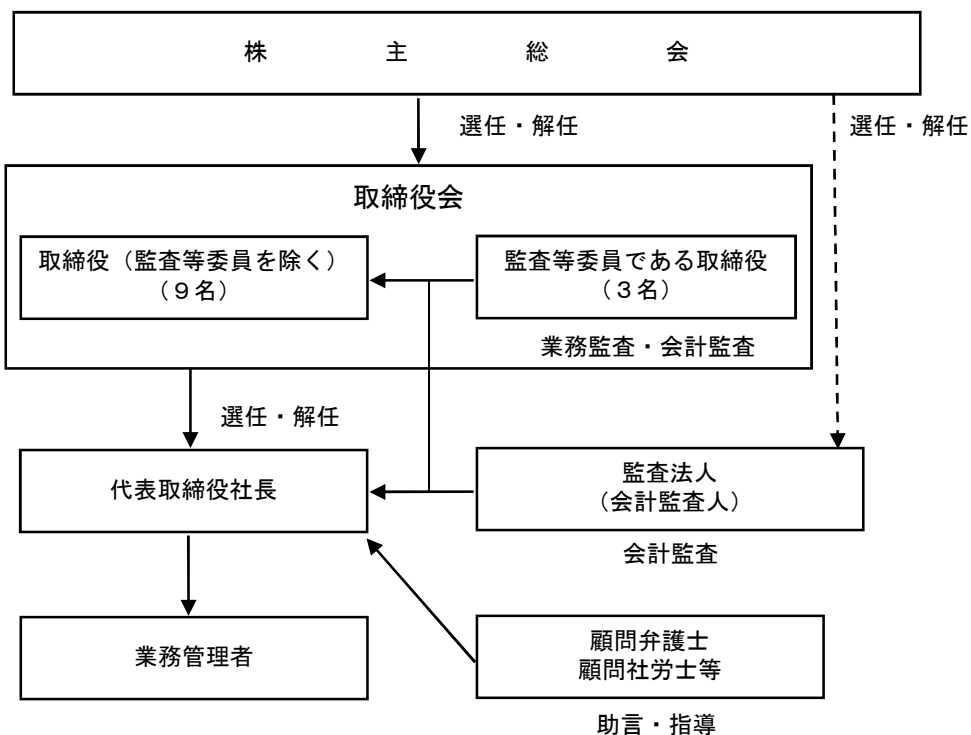 株主総会
選任・解任
選任・解任
取締役会
取締役（監査等委員を除く）
（９名）
監査等委員である取締役
（３名）
業務監査・会計監査
選任・解任
代表取締役社長
監査法人
（会計監査人）
会計監査
業務管理者
顧問弁護士
顧問社労士等
助言・指導